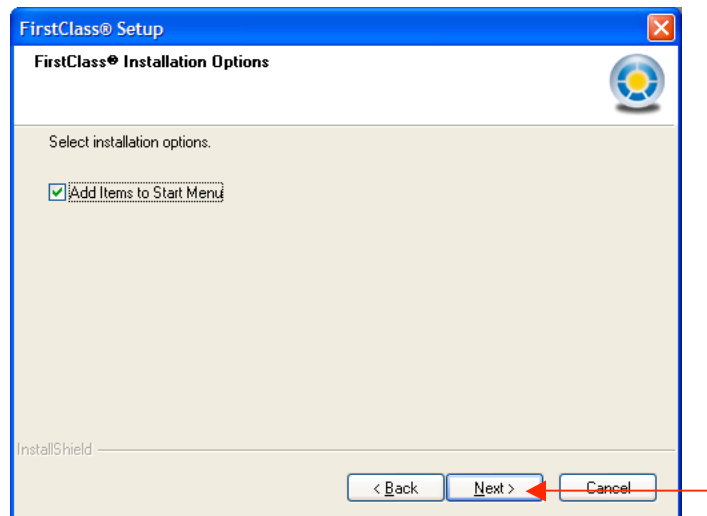 FirstClass® Setup
FirstClass® Installation Options
Select installation options.
Add Items to Start Menu
InstallShield
< Back Next > Cancel